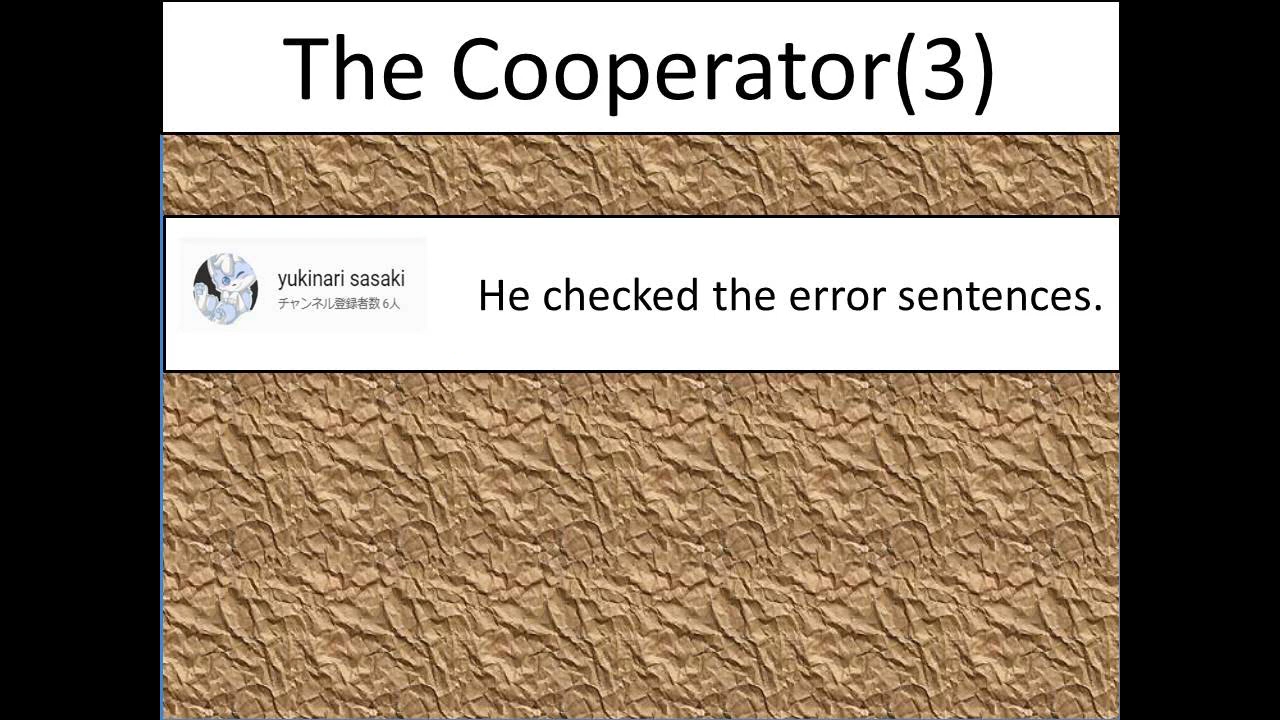 The Cooperator(3)
yukinari sasaki
チャンネル登録者数 6人
He checked the error sentences.